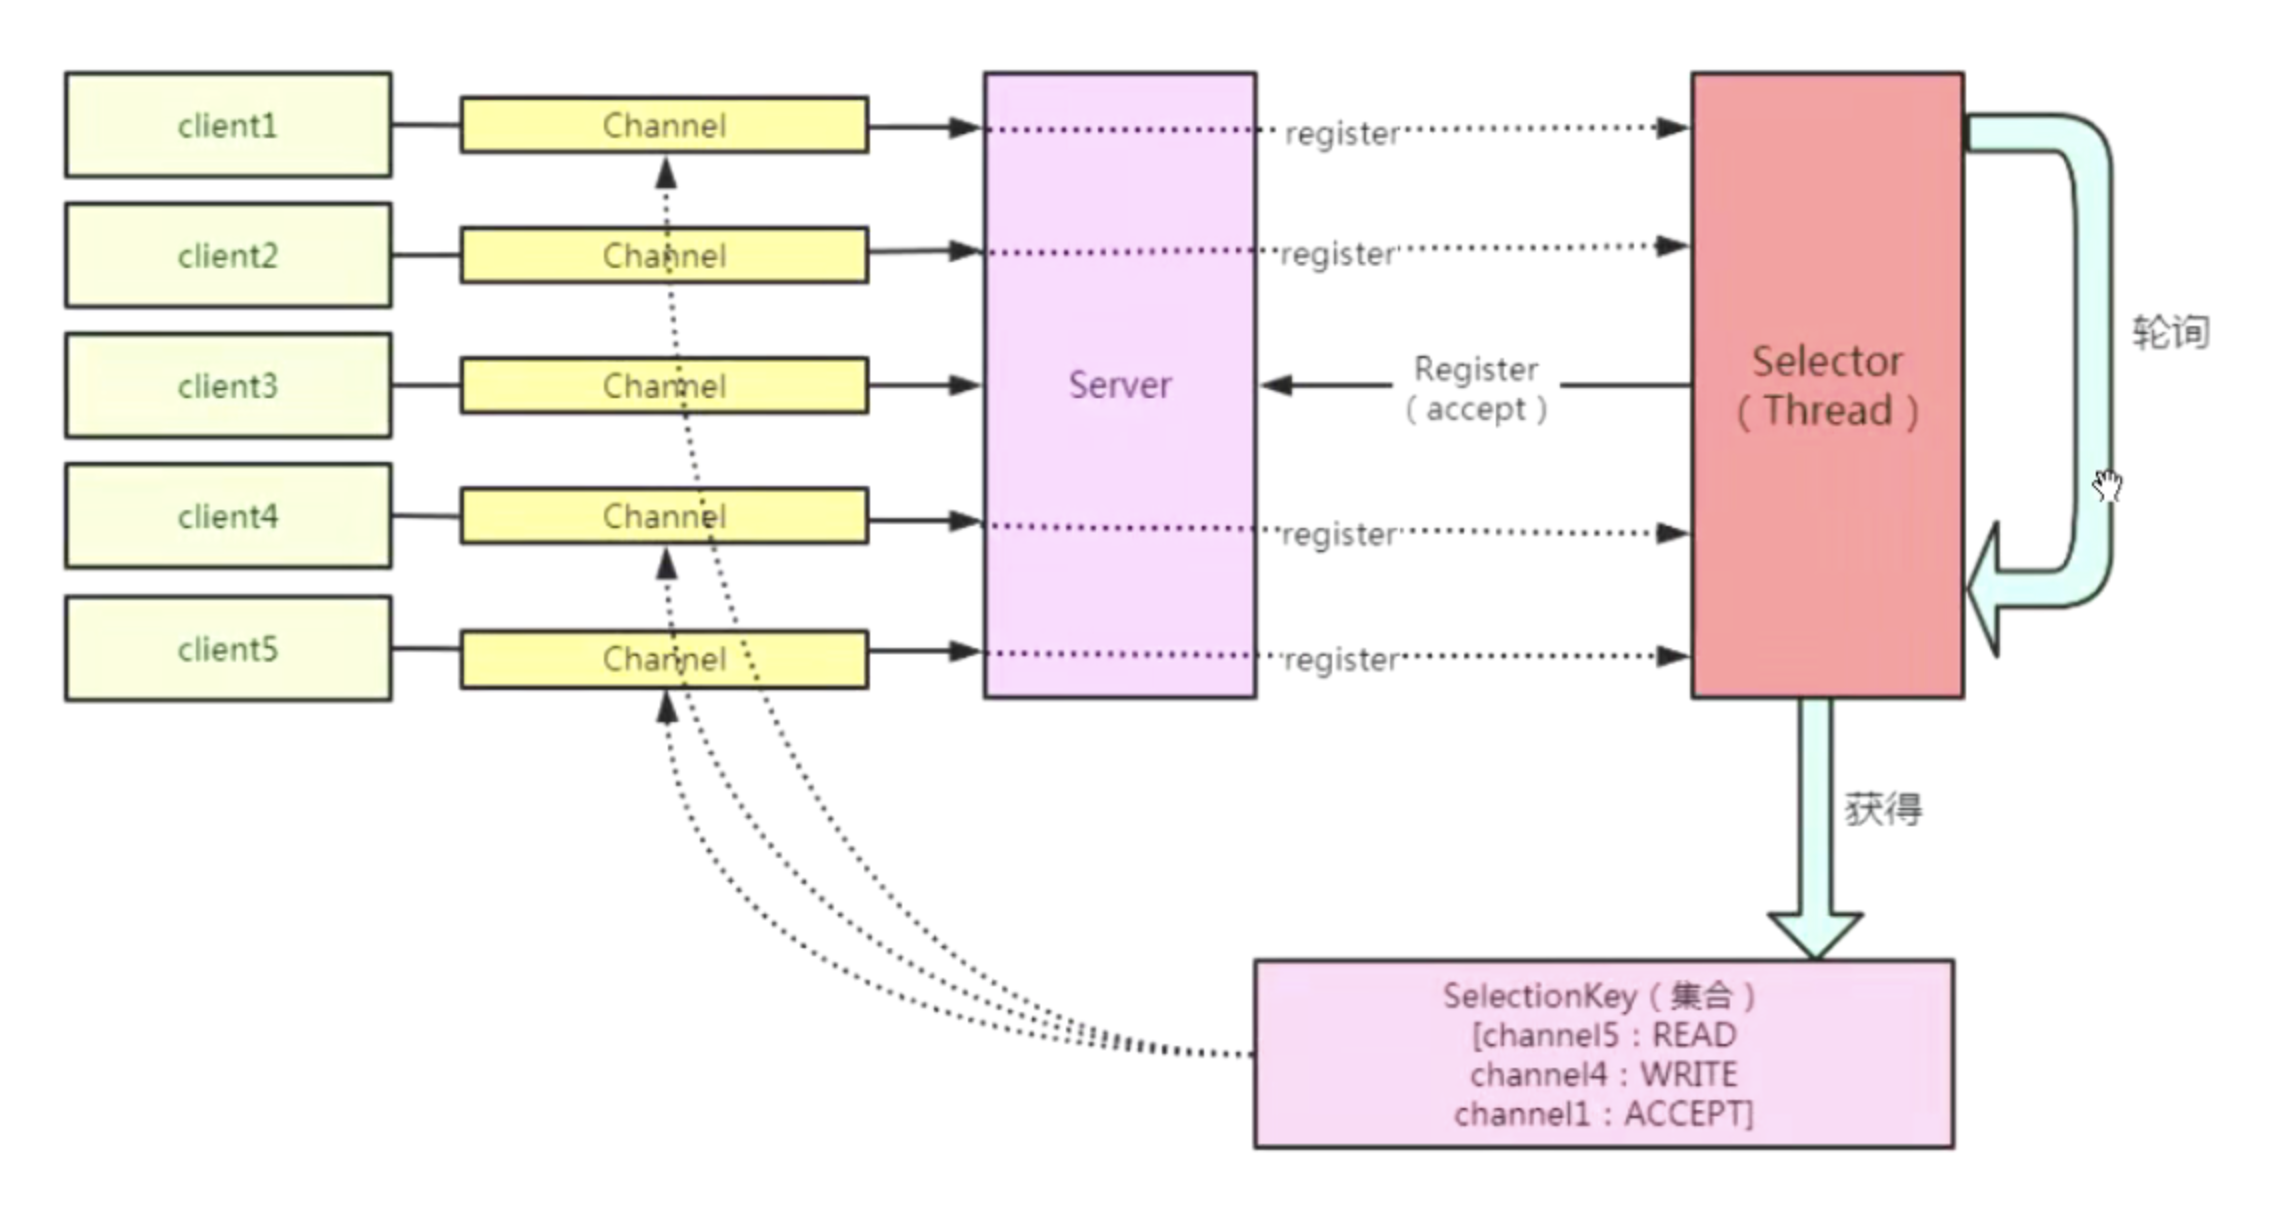 client1
Channel
register
client2
Channel
register
client3
Channel
Server
Register
（accept）
Selector
（Thread）
轮询
client4
Channel
register
client5
Channel
register
获得
SelectionKey（集合）
[channel5：READ
channel4：WRITE
channel1：ACCEPT]